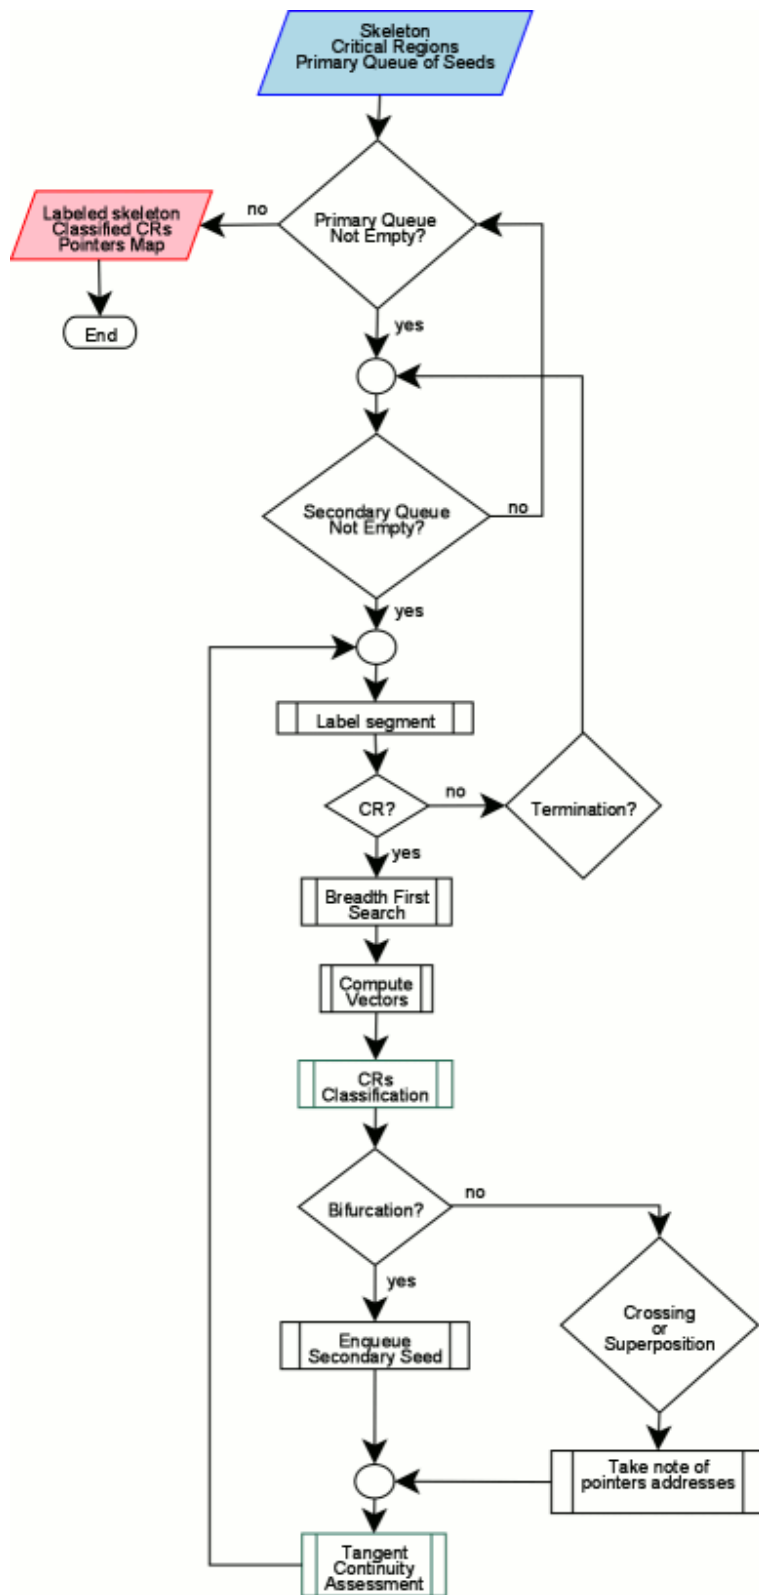 Skeleton
Critical Regions
Primary Queue of Seeds
Primary Queue
Not Empty?
no
Labeled skeleton
Classified CRs
Pointers Map
End
yes
Secondary Queue
Not Empty?
no
yes
Label segment
CR?
no
Termination?
yes
Breadth First
Search
Compute
Vectors
CRs
Classification
Bifurcation?
no
yes
Crossing
or
Superposition
Enqueue
Secondary Seed
Take note of
pointers addresses
Tangent
Continuity
Assessment